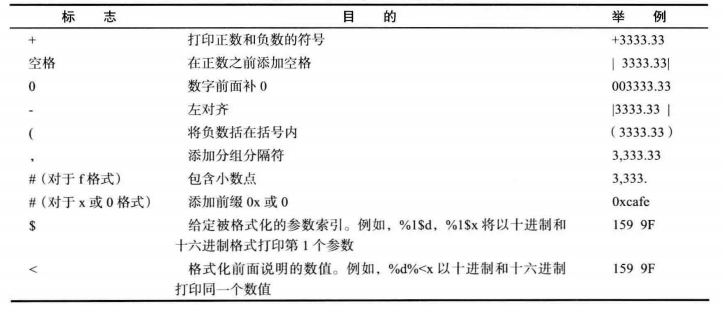 标 志 目 的 举 例
+ 打印正数和负数的符号 +3333.33
空格 在正数之前添加空格 | 3333.33|
0 数字前面补 0 003333.33
- 左对齐 |3333.33 |
( 将负数括在括号内 (3333.33)
, 添加分组分隔符 3,333.33
# (对于 f 格式) 包含小数点 3,333.
# (对于 x 或 0 格式) 添加前缀 0x 或 0 0xcafe
$ 给定被格式化的参数索引。例如，%1$d，%1$x 将以十进制和 159 9F
十六进制格式打印第 1 个参数
< 格式化前面说明的数值。例如，%d%<x 以十进制和十六进制 159 9F
打印同一个数值